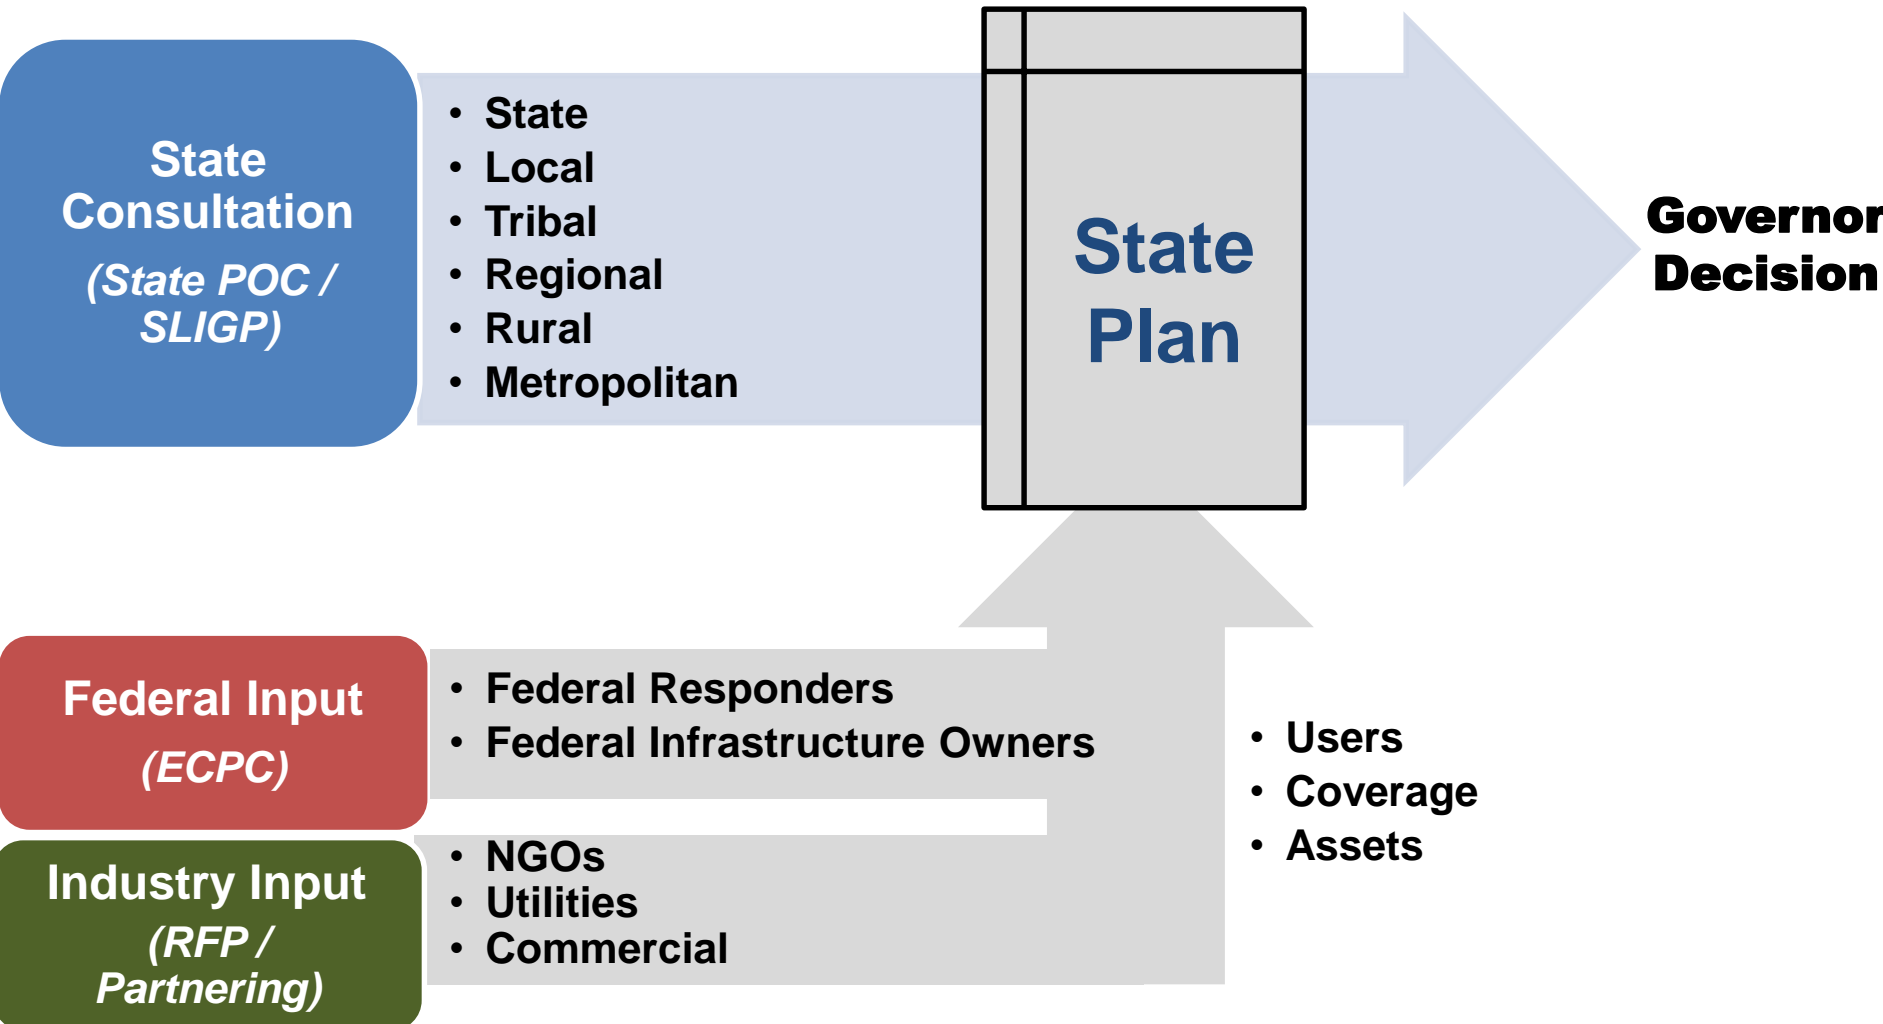 State
Consultation
(State POC /
SLIGP)
• State
• Local
• Tribal
• Regional
• Rural
• Metropolitan
State
Plan
Governor
Decision
Federal Input
(ECPC)
• Federal Responders
• Federal Infrastructure Owners
Industry Input
(RFP /
Partnering)
• NGOs
• Utilities
• Commercial
• Users
• Coverage
• Assets